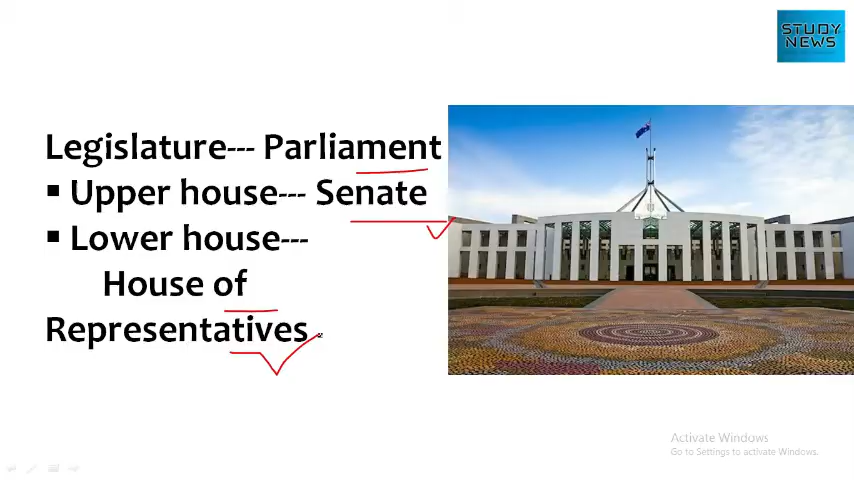 STUDY
NEWS
Legislature--- Parliament
▪ Upper house--- Senate
▪ Lower house---
House of
Representatives
Activate Windows
Go to Settings to activate Windows.